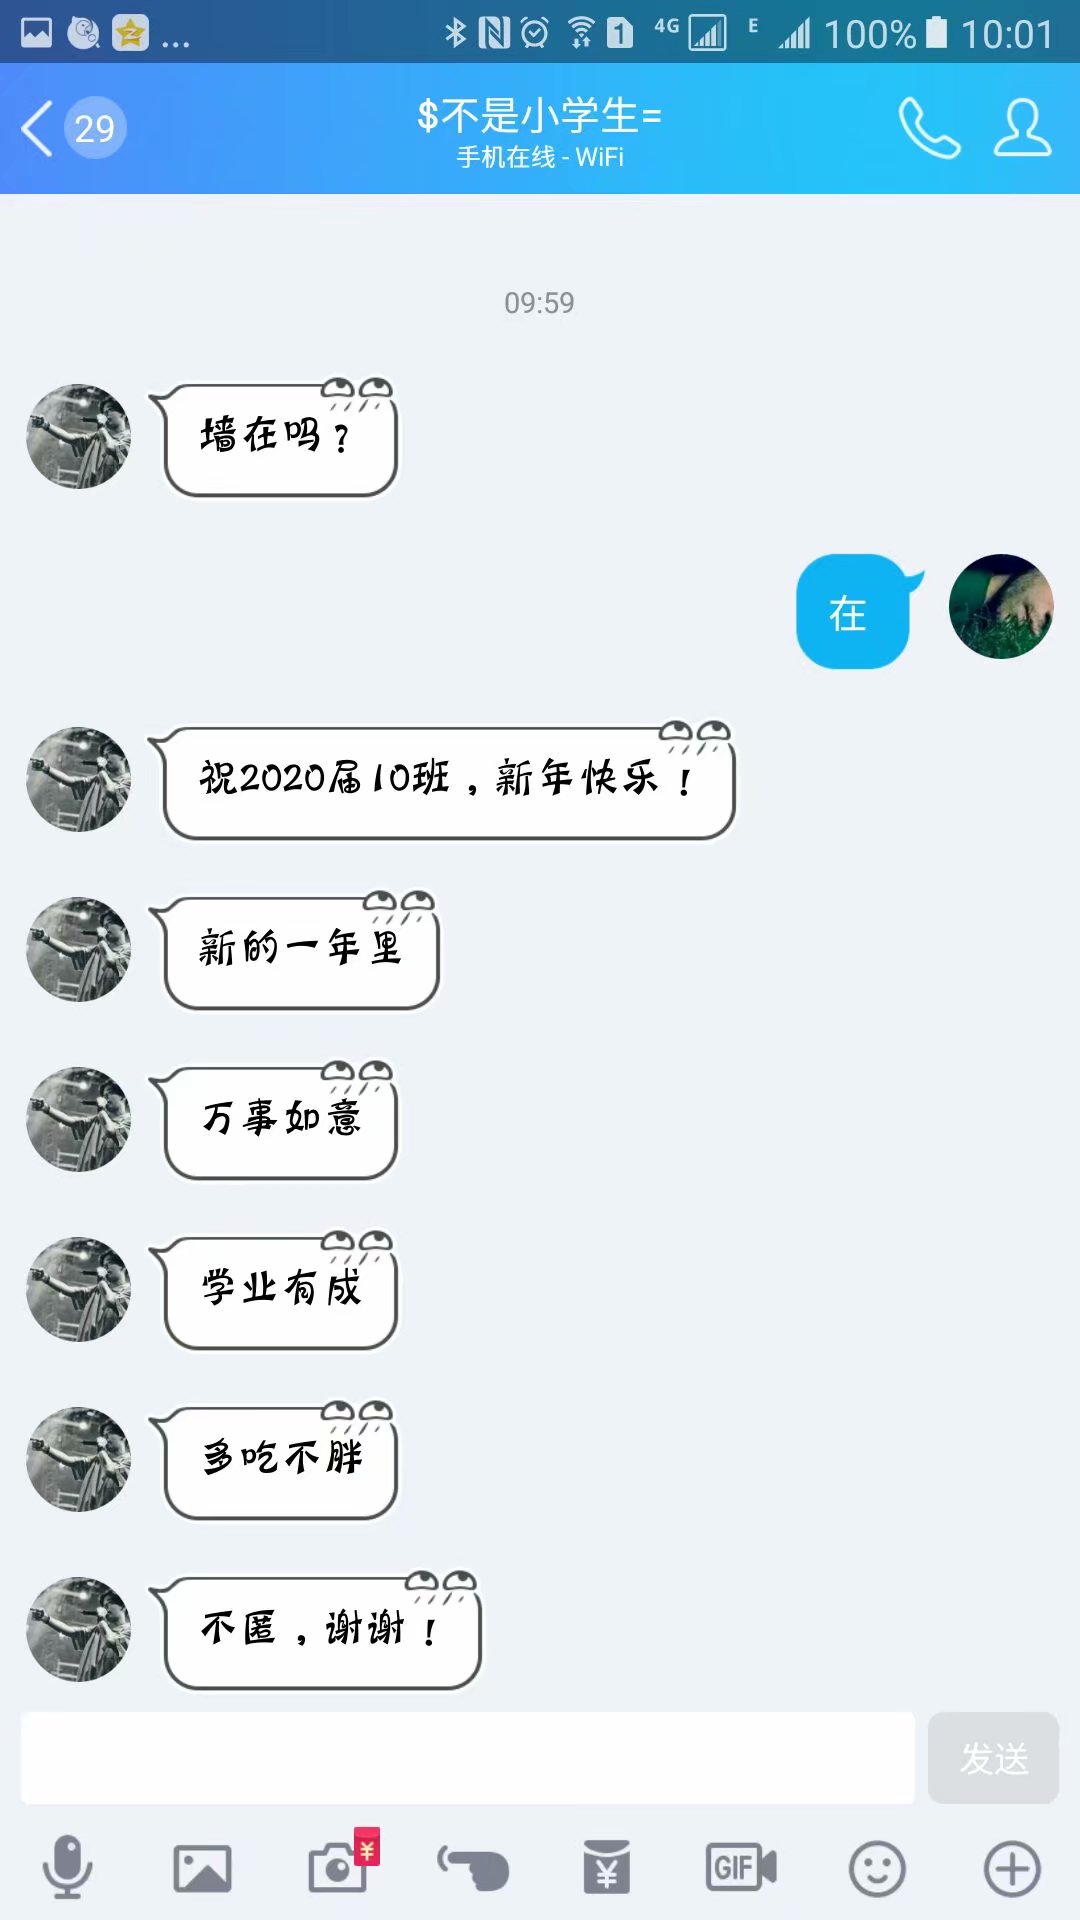 ... 1 4G E 100% 10:01
29 $不是小学生=
手机在线 - WiFi
09:59
墙在吗？
在
祝2020届10班，新年快乐！
新的一年里
万事如意
学业有成
多吃不胖
不匿，谢谢！
发送
¥ ¥ GIF